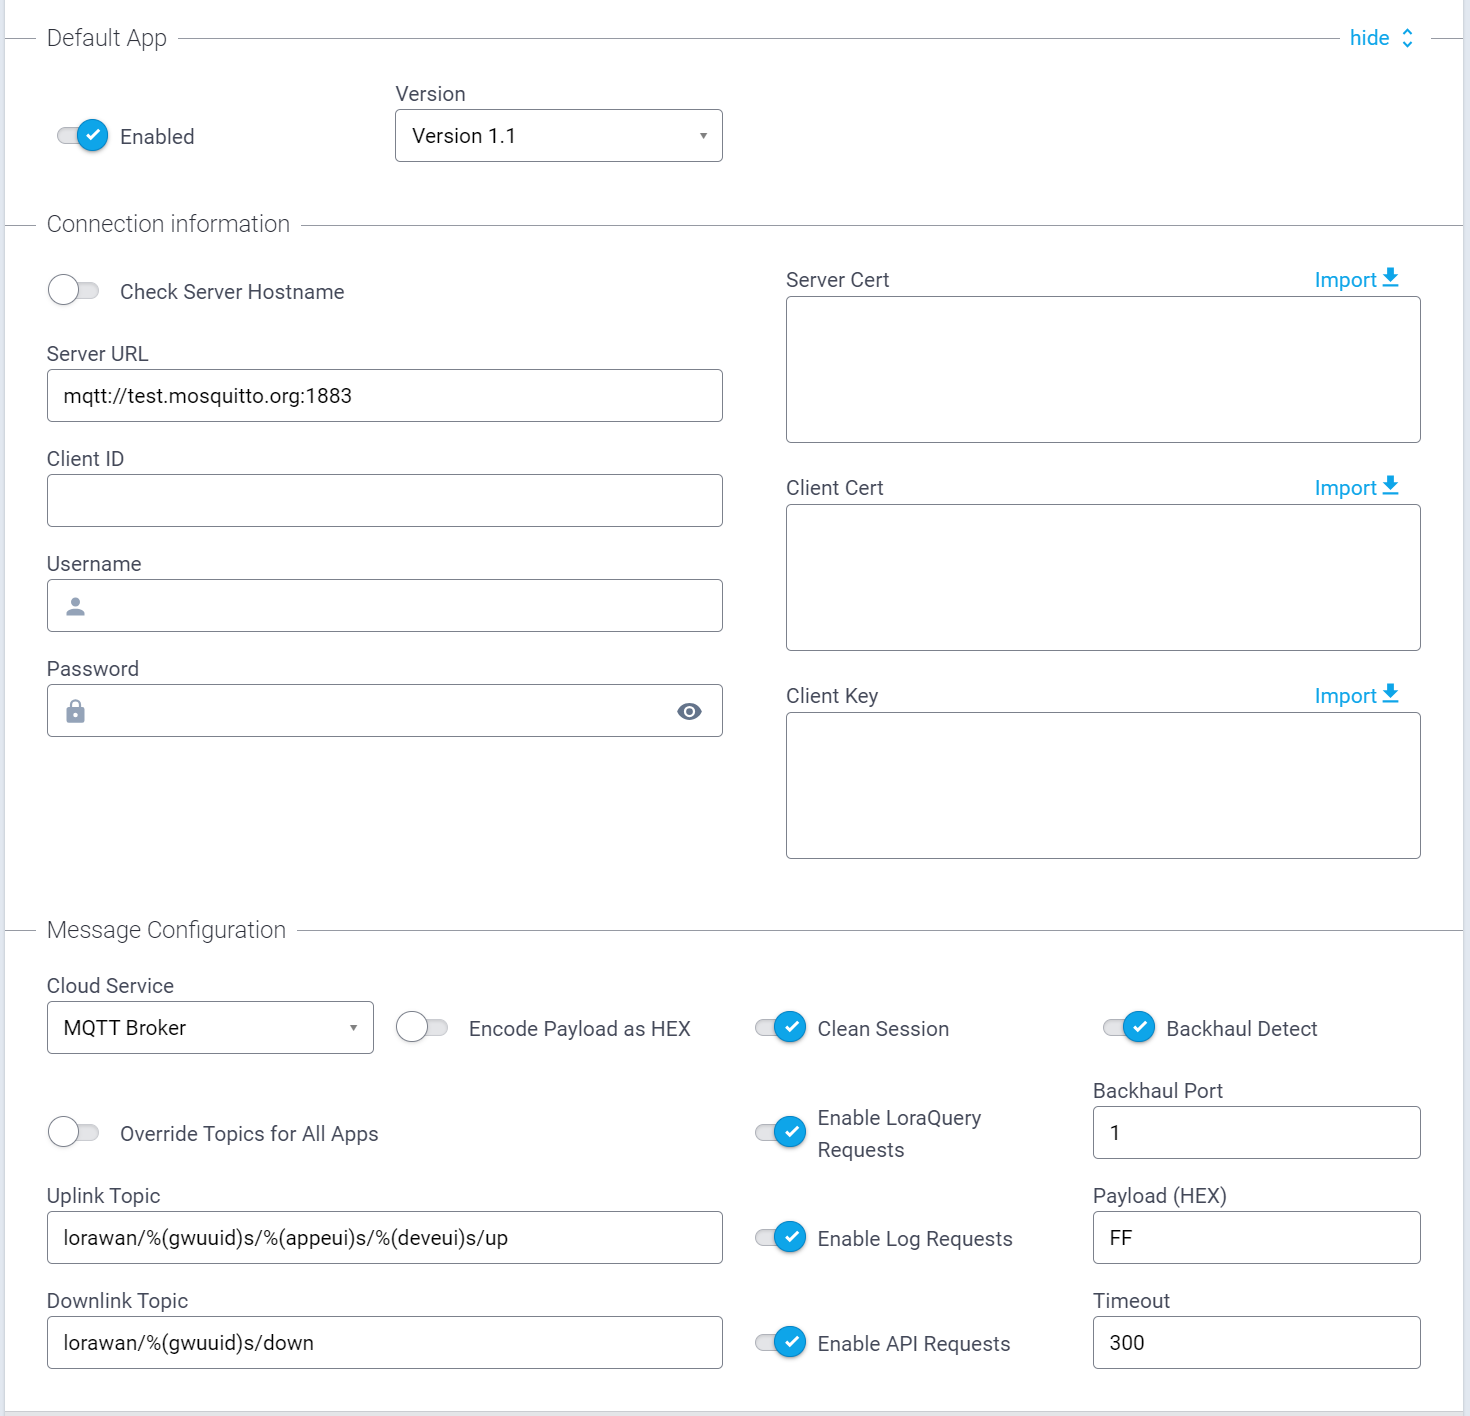 Default App
hide
Version
Enabled
Version 1.1
Connection information
Check Server Hostname
Server Cert
Import
Server URL
mqtt://test.mosquitto.org:1883
Client ID
Client Cert
Import
Username
Password
Client Key
Import
Message Configuration
Cloud Service
MQTT Broker
Encode Payload as HEX
Clean Session
Backhaul Detect
Override Topics for All Apps
Enable LoraQuery
Requests
Backhaul Port
1
Uplink Topic
lorawan/%(gwuuid)s/%(appeui)s/%(deveui)s/up
Enable Log Requests
Payload (HEX)
FF
Downlink Topic
lorawan/%(gwuuid)s/down
Enable API Requests
Timeout
300